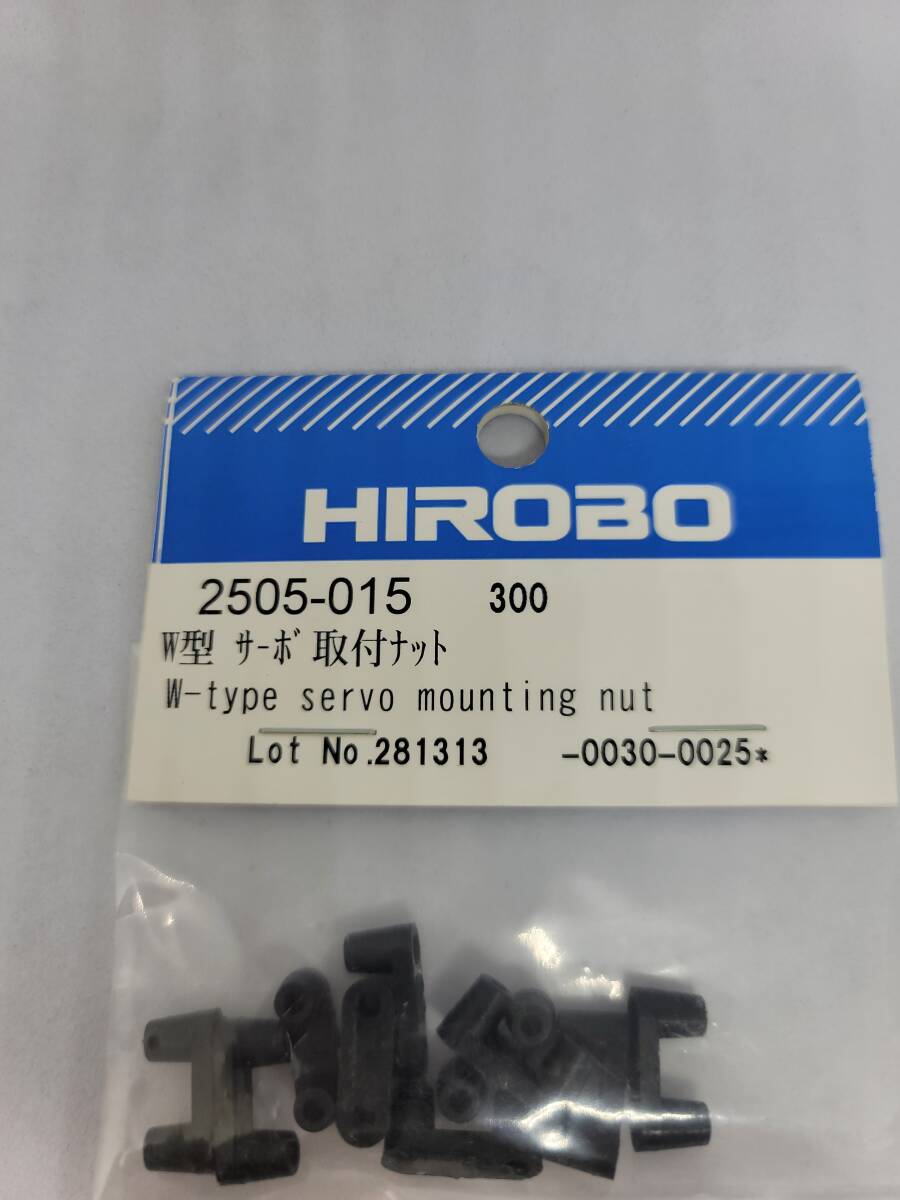 HIROBO
2505-015 300
W型 ｻｰﾎﾞ 取付ﾅｯﾄ
W-type servo mounting nut
Lot No.281313 -0030-0025*